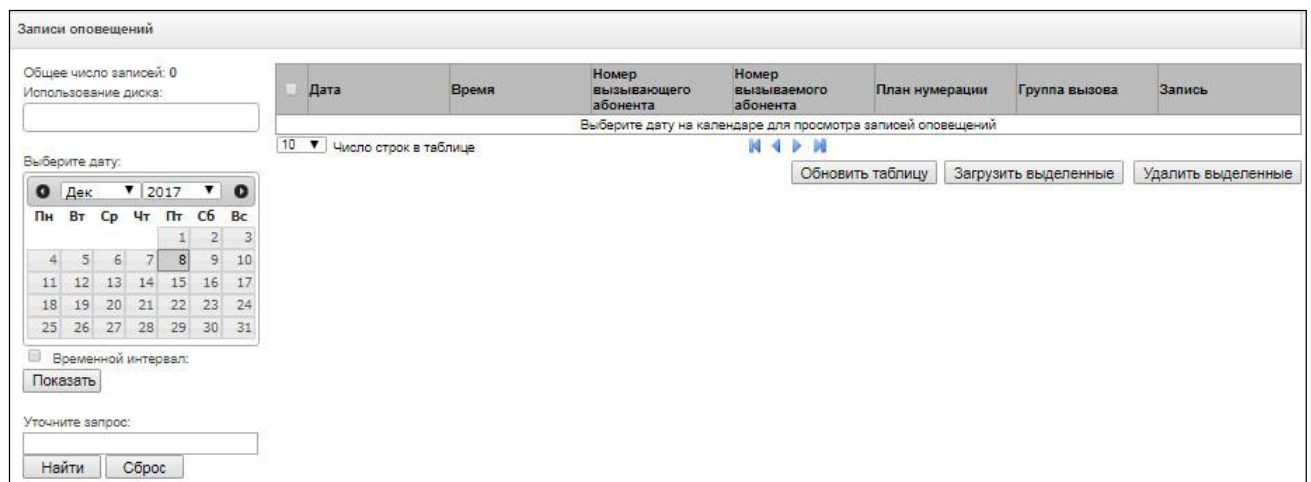 Записи оповещений
Общее число записей: 0
Использование диска:
Выберите дату:
Дек 2017
Пн Вт Ср Чт Пт Сб Вс
1 2 3
4 5 6 7 8 9 10
11 12 13 14 15 16 17
18 19 20 21 22 23 24
25 26 27 28 29 30 31
Временной интервал:
Показать
Уточните запрос:
Найти Сброс
Дата Время Номер вызывающего абонента Номер вызываемого абонента План нумерации Группа вызова Запись
Выберите дату на календаре для просмотра записей оповещений
10 Число строк в таблице
Обновить таблицу Загрузить выделенные Удалить выделенные